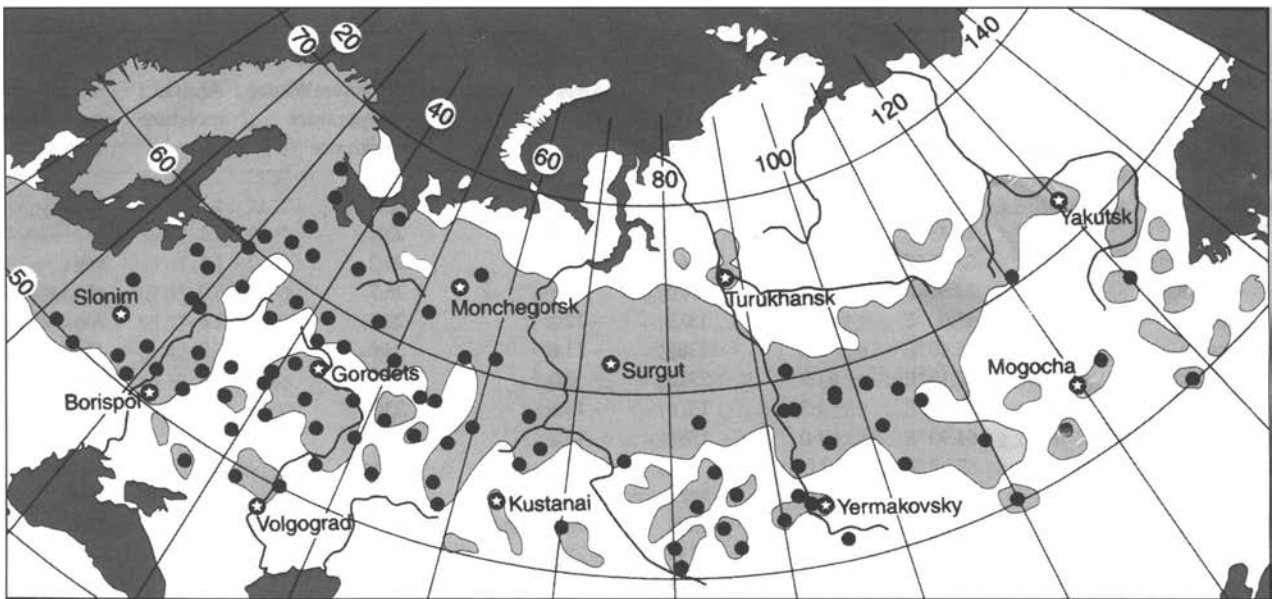 70
20
140
40
60
120
100
60
80
Yakutsk
50
Slonim
Monchegorsk
Turukhansk
Gorodets
Surgut
Mogocha
Borispol
Kustanai
Yermakovsky
Volgograd